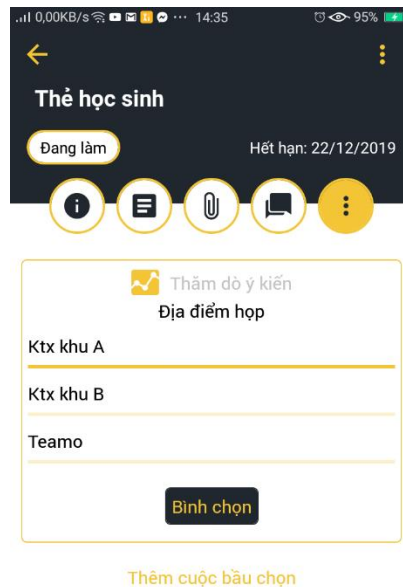 0,00KB/s ··· 14:35 95%
Thẻ học sinh
Đang làm Hết hạn: 22/12/2019
Thăm dò ý kiến
Địa điểm họp
Ktx khu A
Ktx khu B
Teamo
Bình chọn
Thêm cuộc bầu chọn